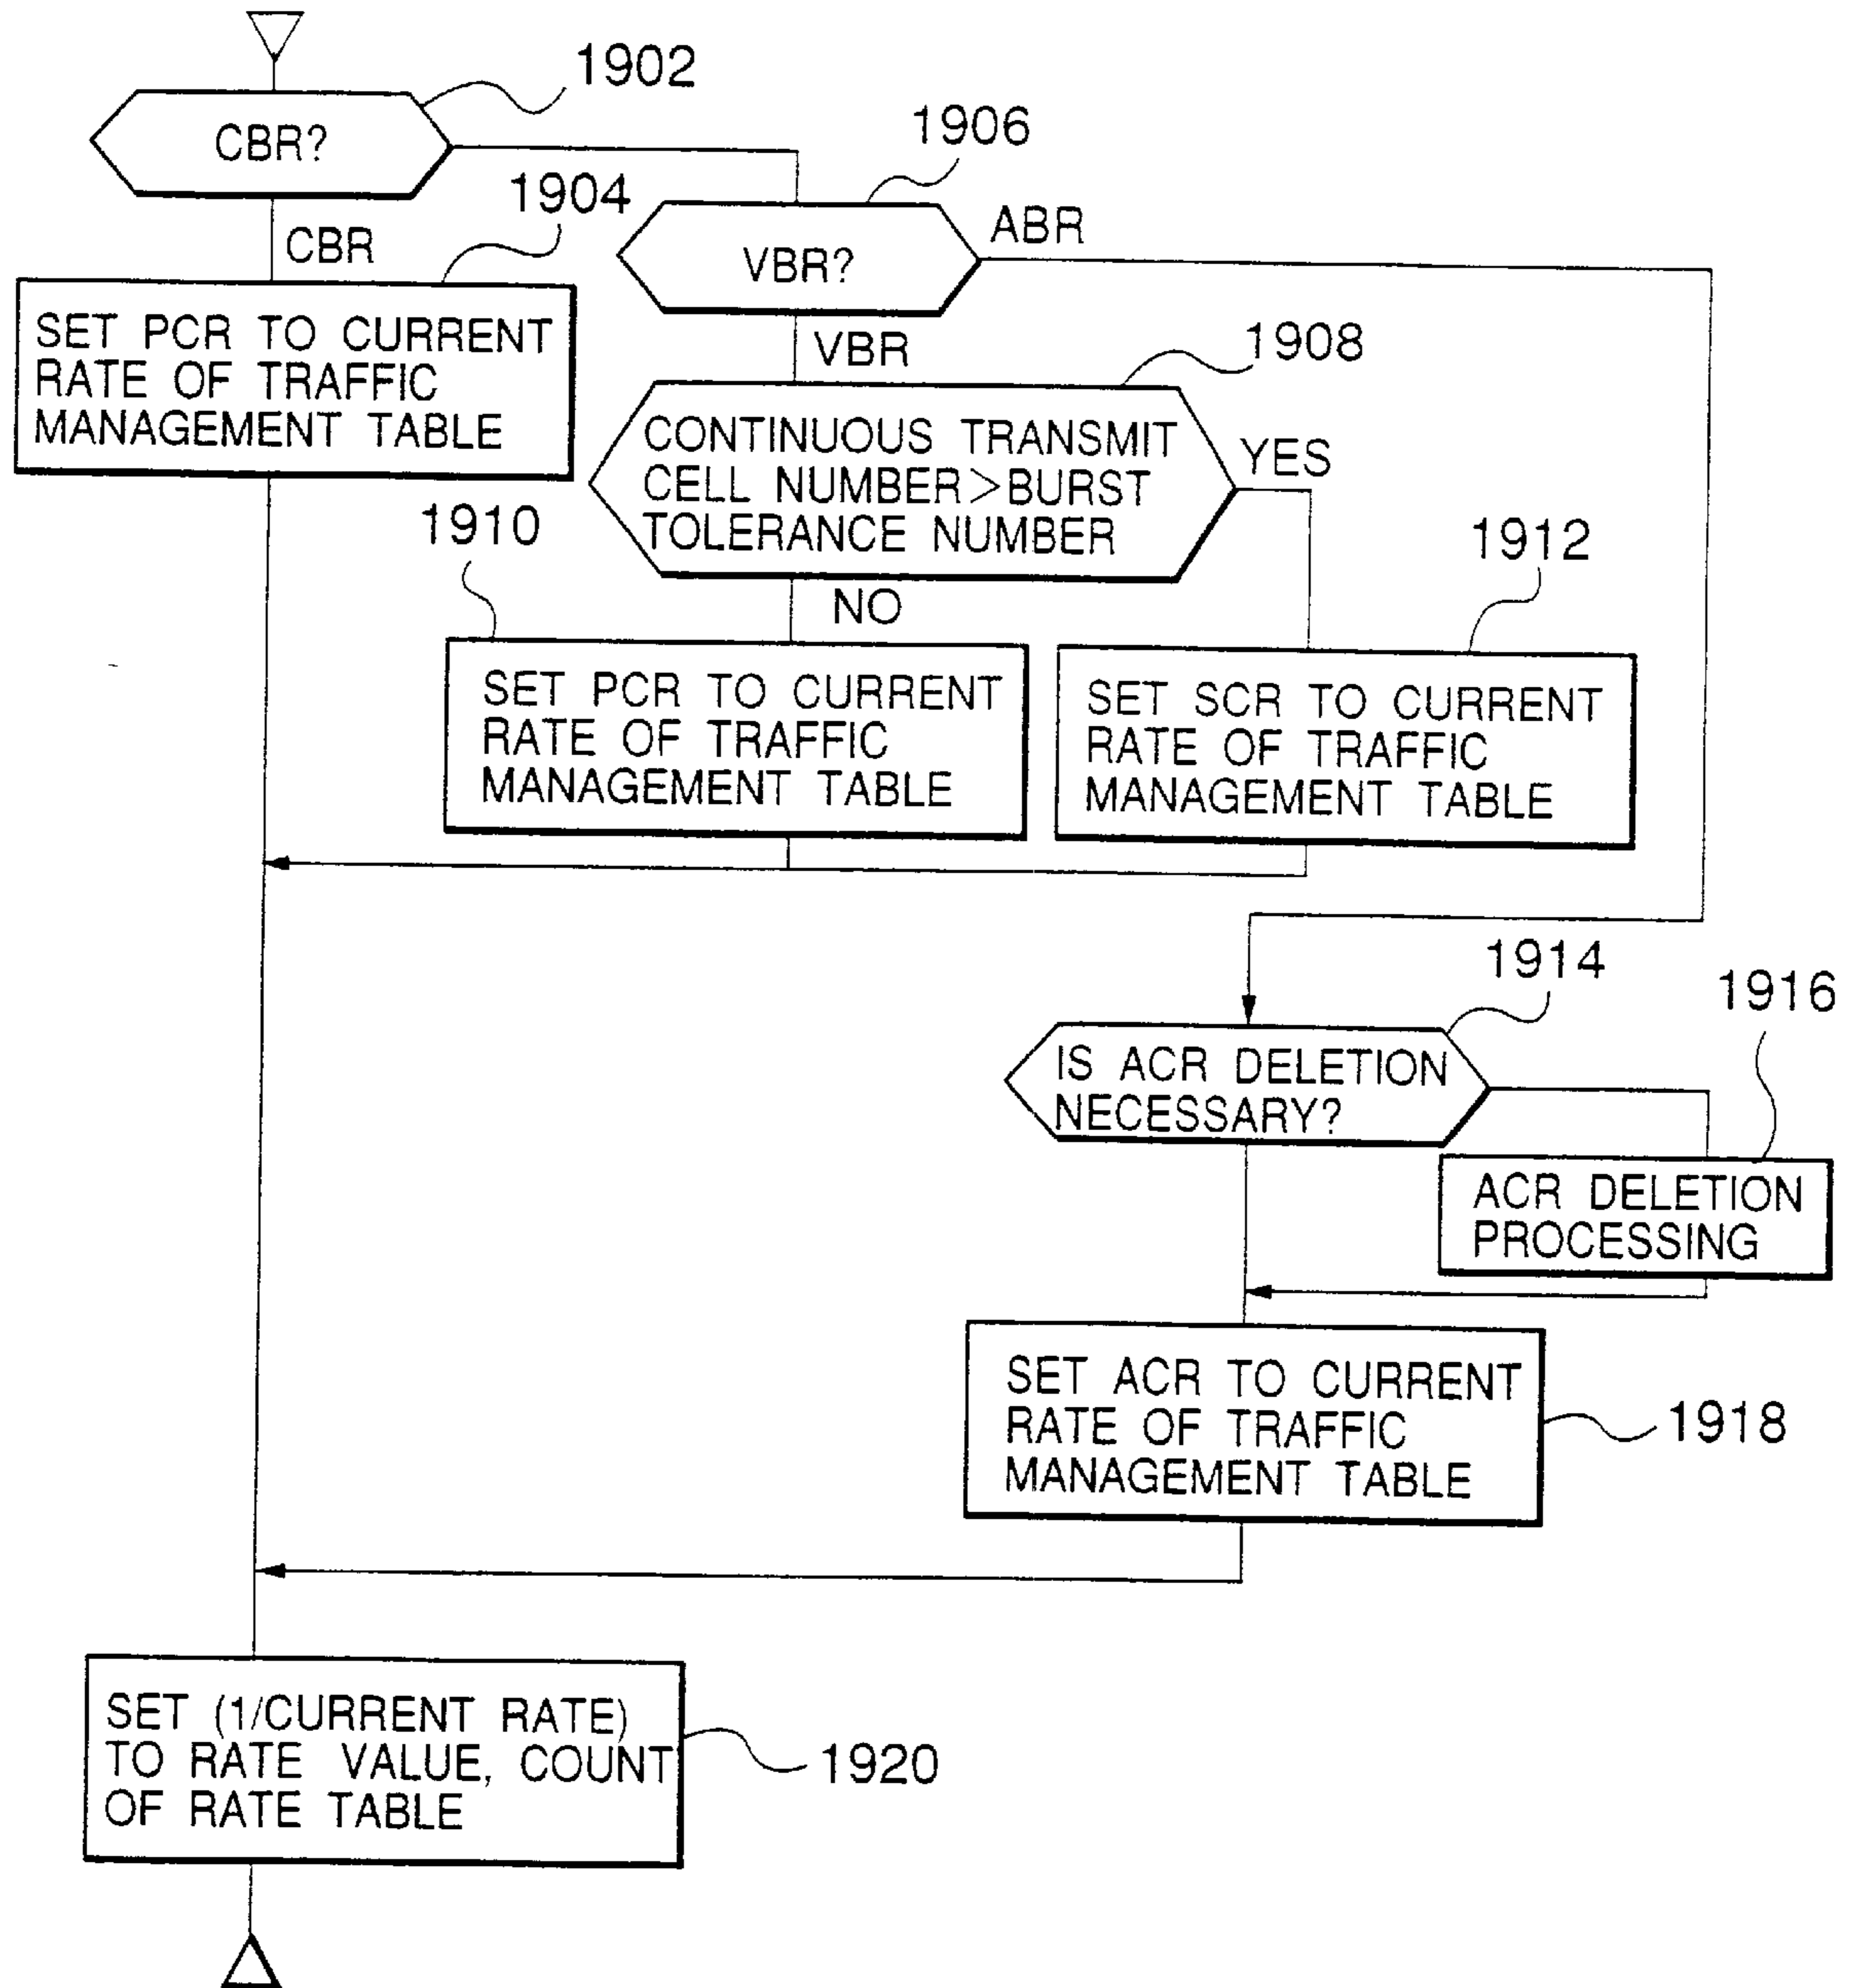 1902
CBR?
1906
1904
CBR
VBR?
ABR
SET PCR TO CURRENT
RATE OF TRAFFIC
MANAGEMENT TABLE
VBR
1908
CONTINUOUS TRANSMIT
CELL NUMBER>BURST
TOLERANCE NUMBER
YES
1910
1912
NO
SET PCR TO CURRENT
RATE OF TRAFFIC
MANAGEMENT TABLE
SET SCR TO CURRENT
RATE OF TRAFFIC
MANAGEMENT TABLE
1914
1916
IS ACR DELETION
NECESSARY?
ACR DELETION
PROCESSING
SET ACR TO CURRENT
RATE OF TRAFFIC
MANAGEMENT TABLE
1918
SET (1/CURRENT RATE)
TO RATE VALUE, COUNT
OF RATE TABLE
1920